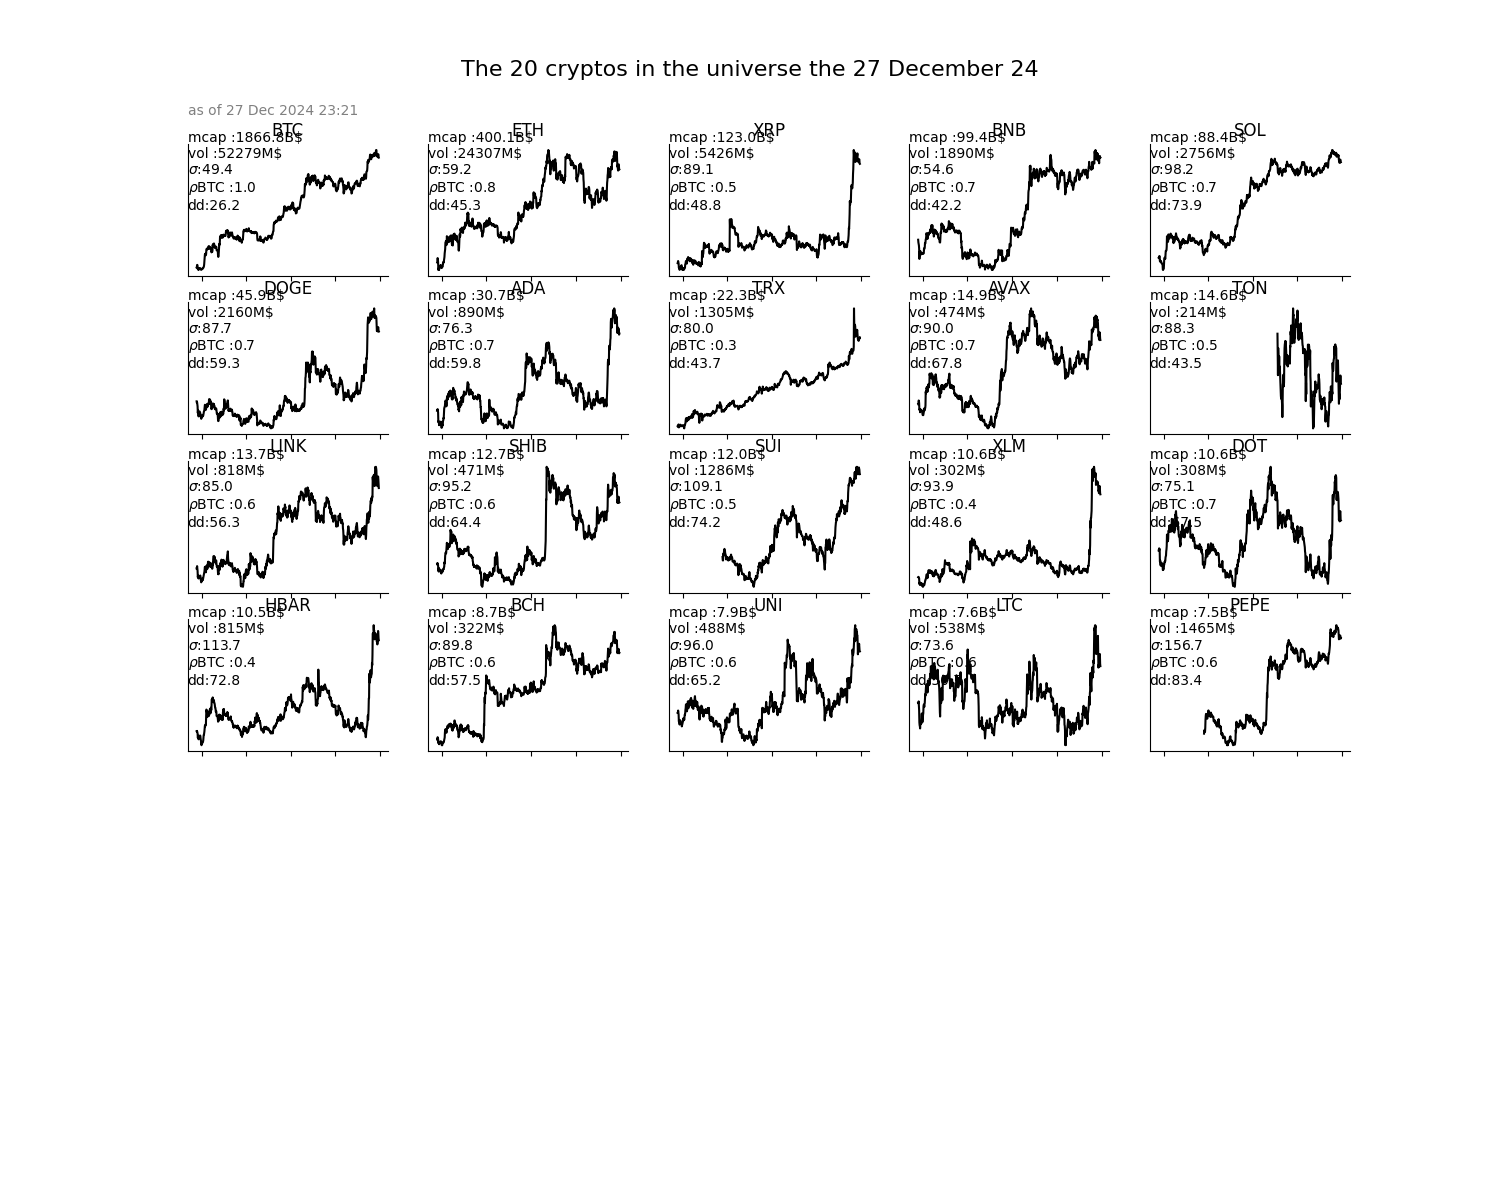 The 20 cryptos in the universe the 27 December 24
as of 27 Dec 2024 23:21
BTC
mcap :1866.8B$
vol :52279M$
σ:49.4
ρBTC :1.0
dd:26.2
ETH
mcap :400.1B$
vol :24307M$
σ:59.2
ρBTC :0.8
dd:45.3
XRP
mcap :123.0B$
vol :5426M$
σ:89.1
ρBTC :0.5
dd:48.8
BNB
mcap :99.4B$
vol :1890M$
σ:54.6
ρBTC :0.7
dd:42.2
SOL
mcap :88.4B$
vol :2756M$
σ:98.2
ρBTC :0.7
dd:73.9
DOGE
mcap :45.9B$
vol :2160M$
σ:87.7
ρBTC :0.7
dd:59.3
ADA
mcap :30.7B$
vol :890M$
σ:76.3
ρBTC :0.7
dd:59.8
TRX
mcap :22.3B$
vol :1305M$
σ:80.0
ρBTC :0.3
dd:43.7
AVAX
mcap :14.9B$
vol :474M$
σ:90.0
ρBTC :0.7
dd:67.8
TON
mcap :14.6B$
vol :214M$
σ:88.3
ρBTC :0.5
dd:43.5
LINK
mcap :13.7B$
vol :818M$
σ:85.0
ρBTC :0.6
dd:56.3
SHIB
mcap :12.7B$
vol :471M$
σ:95.2
ρBTC :0.6
dd:64.4
SUI
mcap :12.0B$
vol :1286M$
σ:109.1
ρBTC :0.5
dd:74.2
XLM
mcap :10.6B$
vol :302M$
σ:93.9
ρBTC :0.4
dd:48.6
DOT
mcap :10.6B$
vol :308M$
σ:75.1
ρBTC :0.7
HBAR
mcap :10.5B$
vol :815M$
σ:113.7
ρBTC :0.4
dd:72.8
BCH
mcap :8.7B$
vol :322M$
σ:89.8
ρBTC :0.6
dd:57.5
UNI
mcap :7.9B$
vol :488M$
σ:96.0
ρBTC :0.6
dd:65.2
LTC
mcap :7.6B$
vol :538M$
σ:73.6
ρBTC :0.6
PEPE
mcap :7.5B$
vol :1465M$
σ:156.7
ρBTC :0.6
dd:83.4